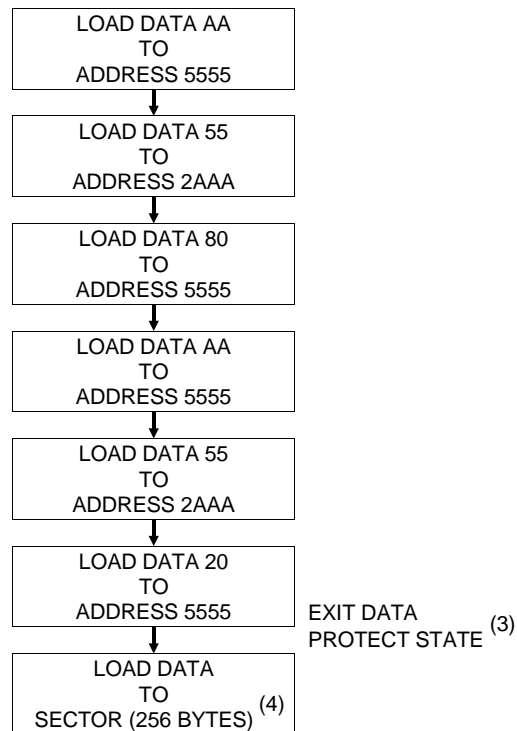 LOAD DATA AA
TO
ADDRESS 5555
LOAD DATA 55
TO
ADDRESS 2AAA
LOAD DATA 80
TO
ADDRESS 5555
LOAD DATA AA
TO
ADDRESS 5555
LOAD DATA 55
TO
ADDRESS 2AAA
LOAD DATA 20
TO
ADDRESS 5555
EXIT DATA
PROTECT STATE (3)
LOAD DATA
TO
SECTOR (256 BYTES) (4)